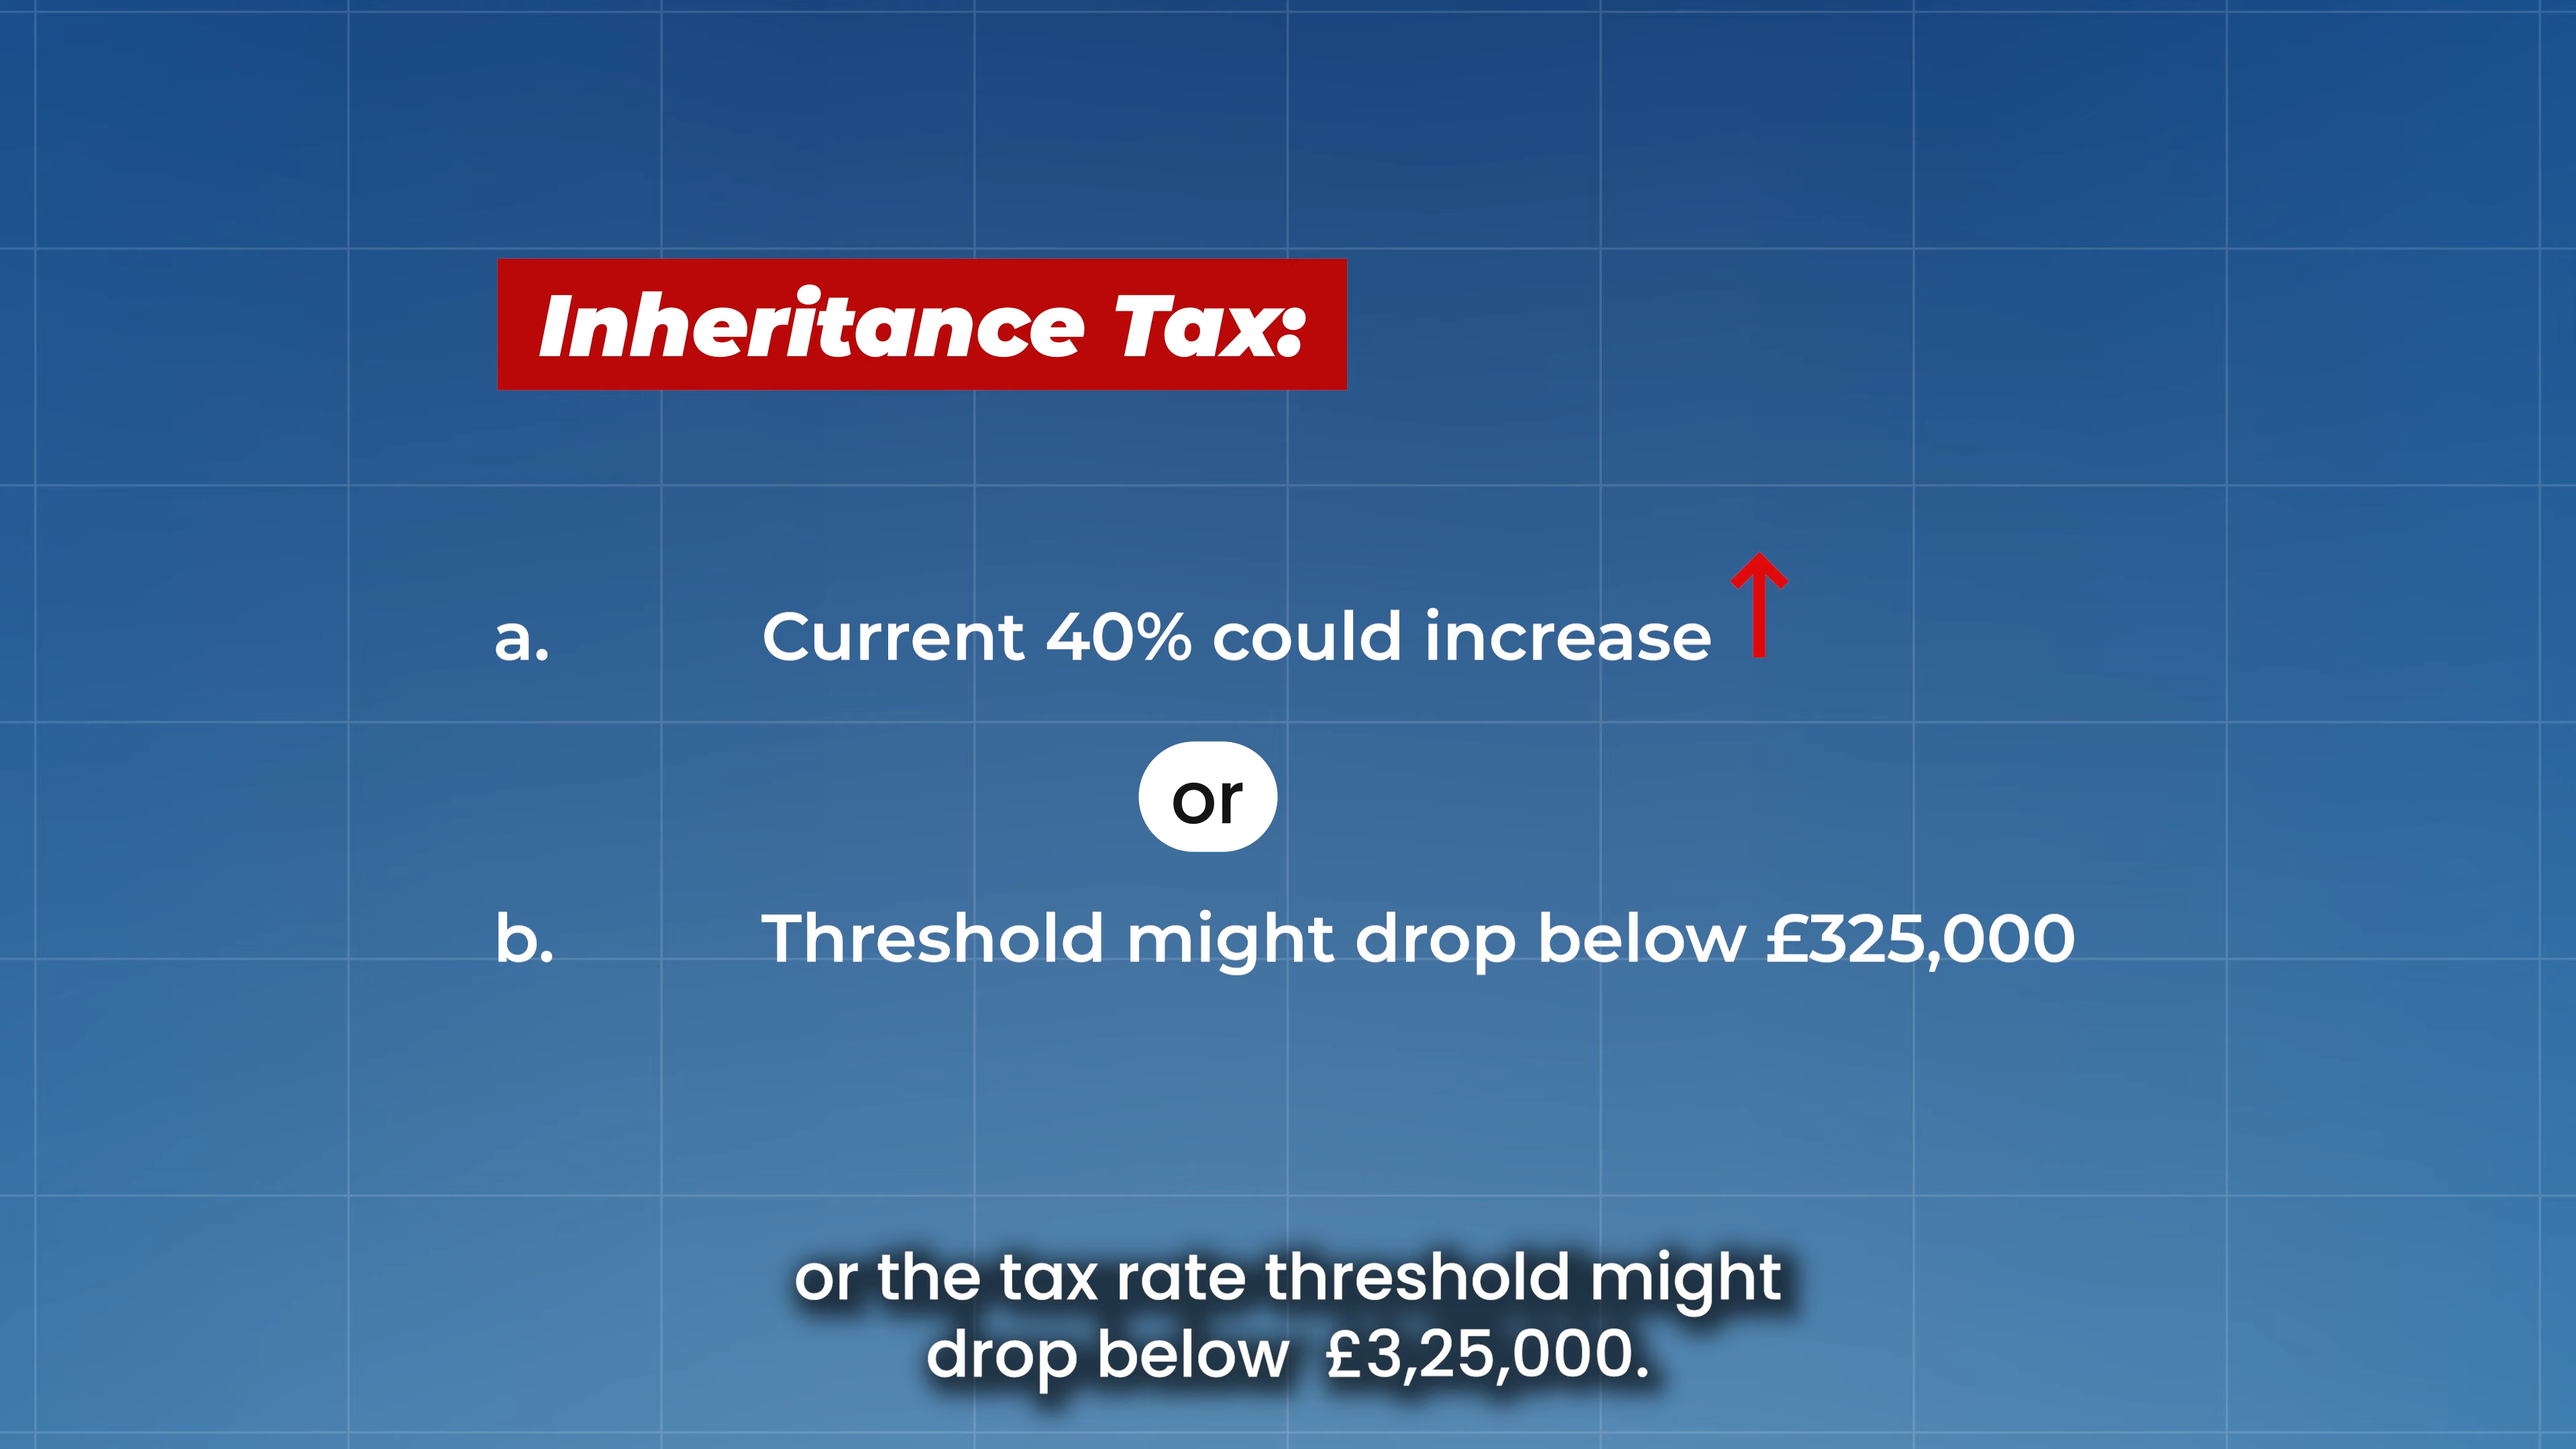 Inheritance Tax:
a. Current 40% could increase ↑
or
b. Threshold might drop below £325,000
or the tax rate threshold might
drop below £3,25,000.